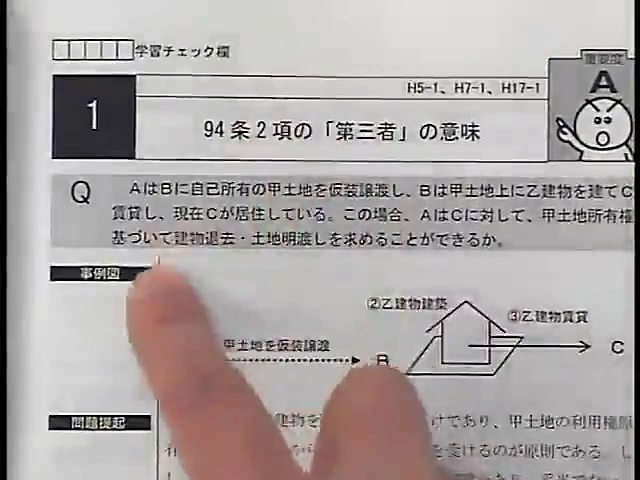 学習チェック欄
重要度
H5-1、H7-1、H17-1
A
1
94条2項の「第三者」の意味
Q
AはBに自己所有の甲土地を仮装譲渡し、Bは甲土地上に乙建物を建てC
賃貸し、現在Cが居住している。この場合、AはCに対して、甲土地所有権
基づいて建物退去・土地明渡しを求めることができるか。
事例図
②乙建物建築
③乙建物賃貸
甲土地を仮装譲渡
B
C
問題提起
建物を
けであり、甲土地の利用権原
を受けるのが原則である。し